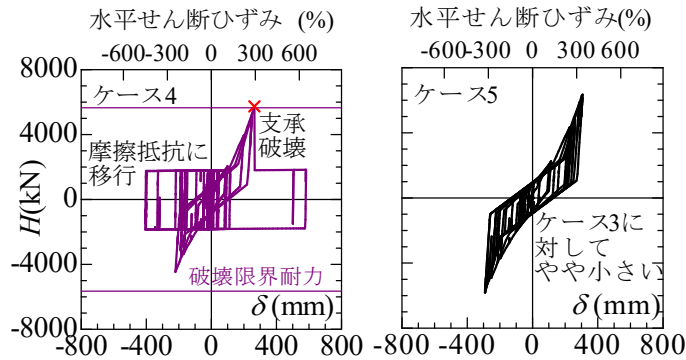 水平せん断ひずみ (%)
-600 -300 0 300 600
8000
4000
0
-4000
-8000
H(kN)
ケース4
支承
破壊
摩擦抵抗に
移行
破壊限界耐力
δ(mm)
-800 -400 0 400 800
水平せん断ひずみ(%)
-600-300 0 300 600
ケース5
ケース3に
対して
やや小さい
δ(mm)
-800 -400 0 400 800